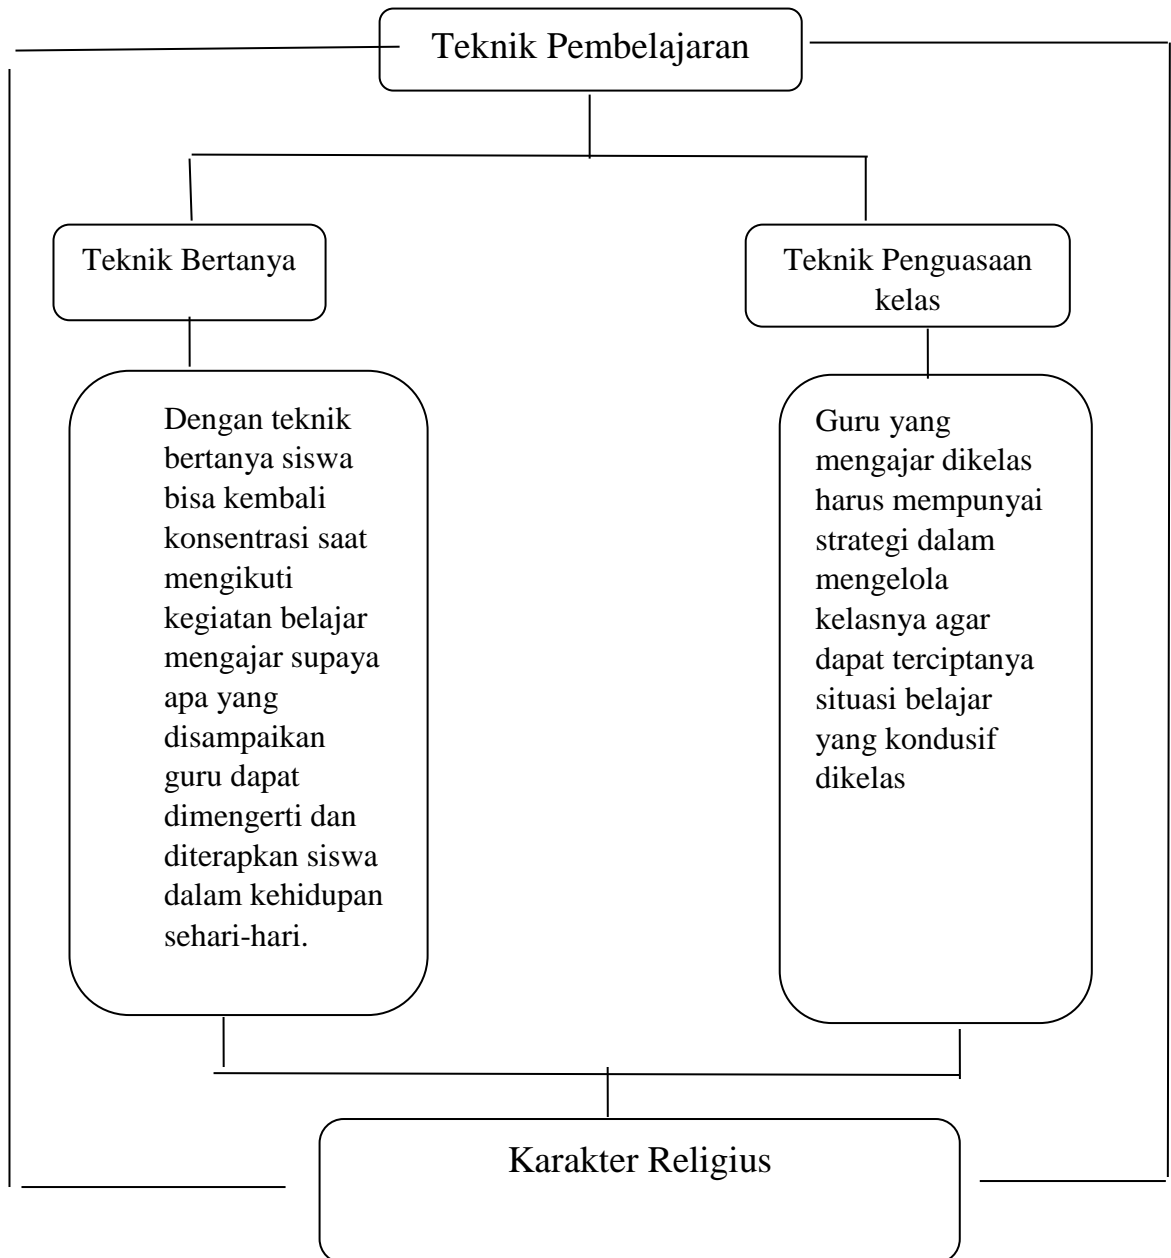 Teknik Pembelajaran
Teknik Bertanya
Teknik Penguasaan
kelas
Dengan teknik
bertanya siswa
bisa kembali
konsentrasi saat
mengikuti
kegiatan belajar
mengajar supaya
apa yang
disampaikan
guru dapat
dimengerti dan
diterapkan siswa
dalam kehidupan
sehari-hari.
Guru yang
mengajar dikelas
harus mempunyai
strategi dalam
mengelola
kelasnya agar
dapat terciptanya
situasi belajar
yang kondusif
dikelas
Karakter Religius